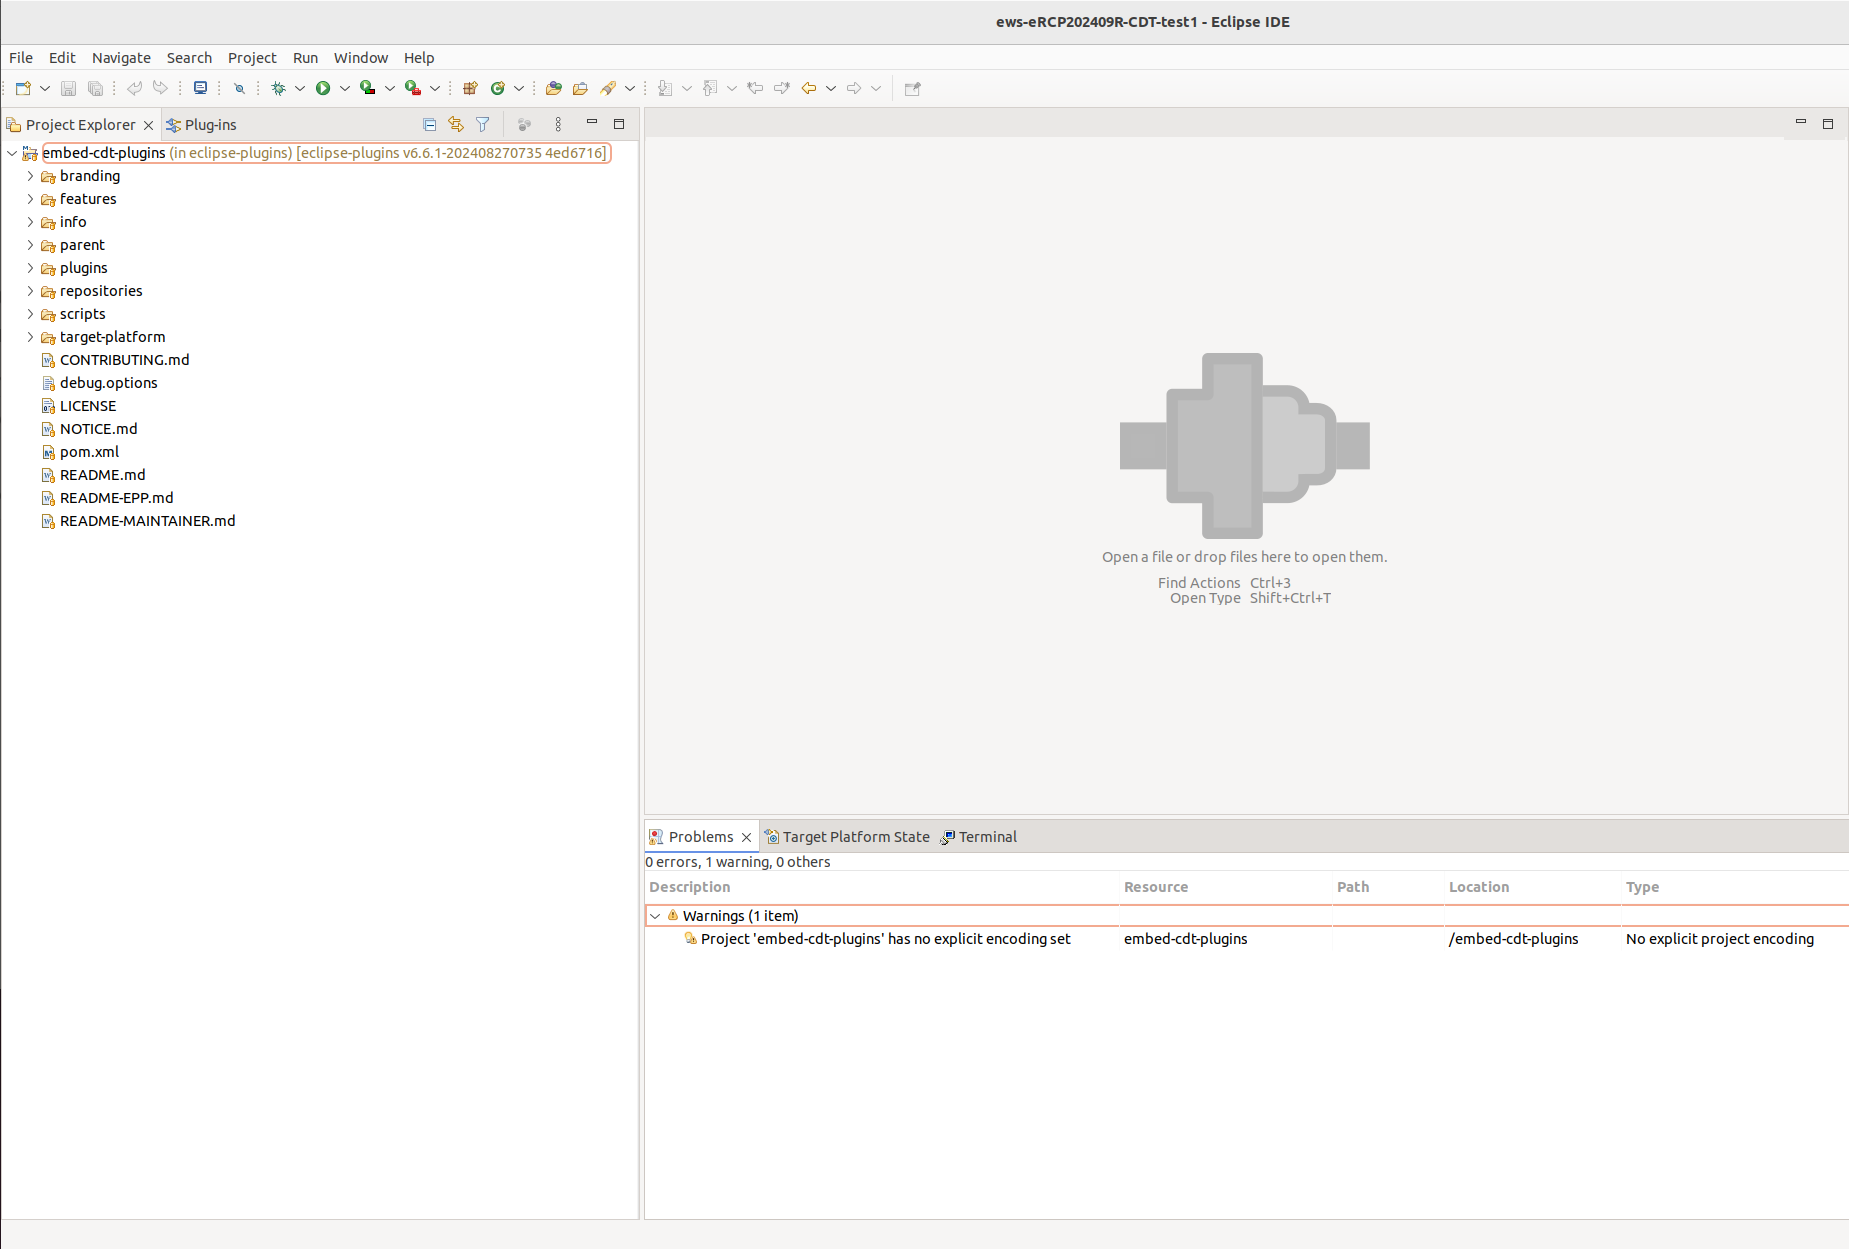 ews-eRCP202409R-CDT-test1 - Eclipse IDE
File Edit Navigate Search Project Run Window Help
Project Explorer Plug-ins
embed-cdt-plugins (in eclipse-plugins) [eclipse-plugins v6.6.1-202408270735 4ed6716]
branding
features
info
parent
plugins
repositories
scripts
target-platform
CONTRIBUTING.md
debug.options
LICENSE
NOTICE.md
pom.xml
README.md
README-EPP.md
README-MAINTAINER.md
Open a file or drop files here to open them.
Find Actions Ctrl+3
Open Type Shift+Ctrl+T
Problems Target Platform State Terminal
0 errors, 1 warning, 0 others
Description Resource Path Location Type
Warnings (1 item)
Project 'embed-cdt-plugins' has no explicit encoding set embed-cdt-plugins /embed-cdt-plugins No explicit project encoding